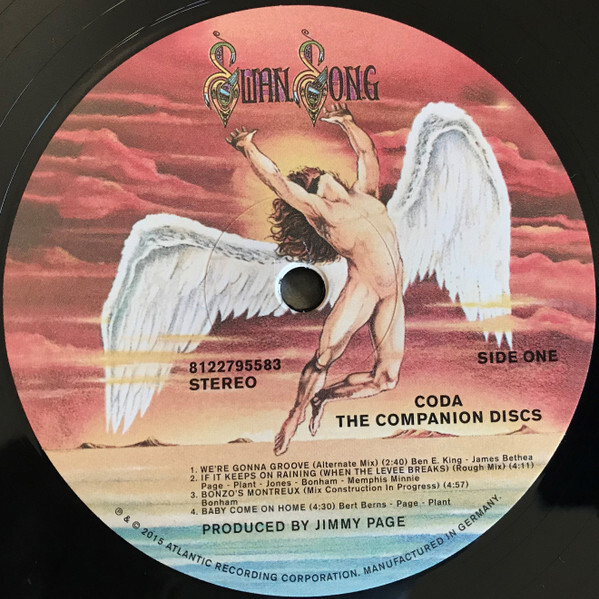 SWAN SONG
8122795583
STEREO
SIDE ONE
CODA
THE COMPANION DISCS
1. WE'RE GONNA GROOVE (Alternate Mix) (2:40) Ben E. King - James Bethea
2. IF IT KEEPS ON RAINING (WHEN THE LEVEE BREAKS) (Rough Mix) (4:11)
Page - Plant - Jones - Bonham - Memphis Minnie
3. BONZO'S MONTREUX (Mix Construction In Progress) (4:57)
Bonham
4. BABY COME ON HOME (4:30) Bert Berns - Page - Plant
PRODUCED BY JIMMY PAGE
℗ & © 2015 ATLANTIC RECORDING CORPORATION. MANUFACTURED IN GERMANY.